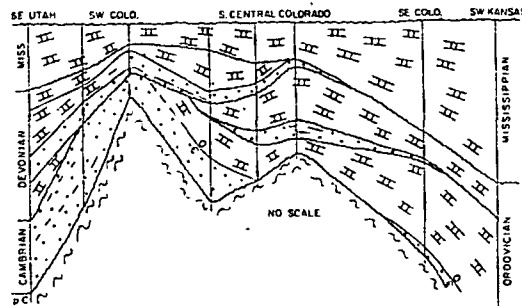 SE UTAH SW COLO. S. CENTRAL COLORADO SE COLO. SW KANSAS
MISS
DEVONIAN
CAMBRIAN
pC
MISSISSIPPIAN
ORDOVICIAN
NO SCALE